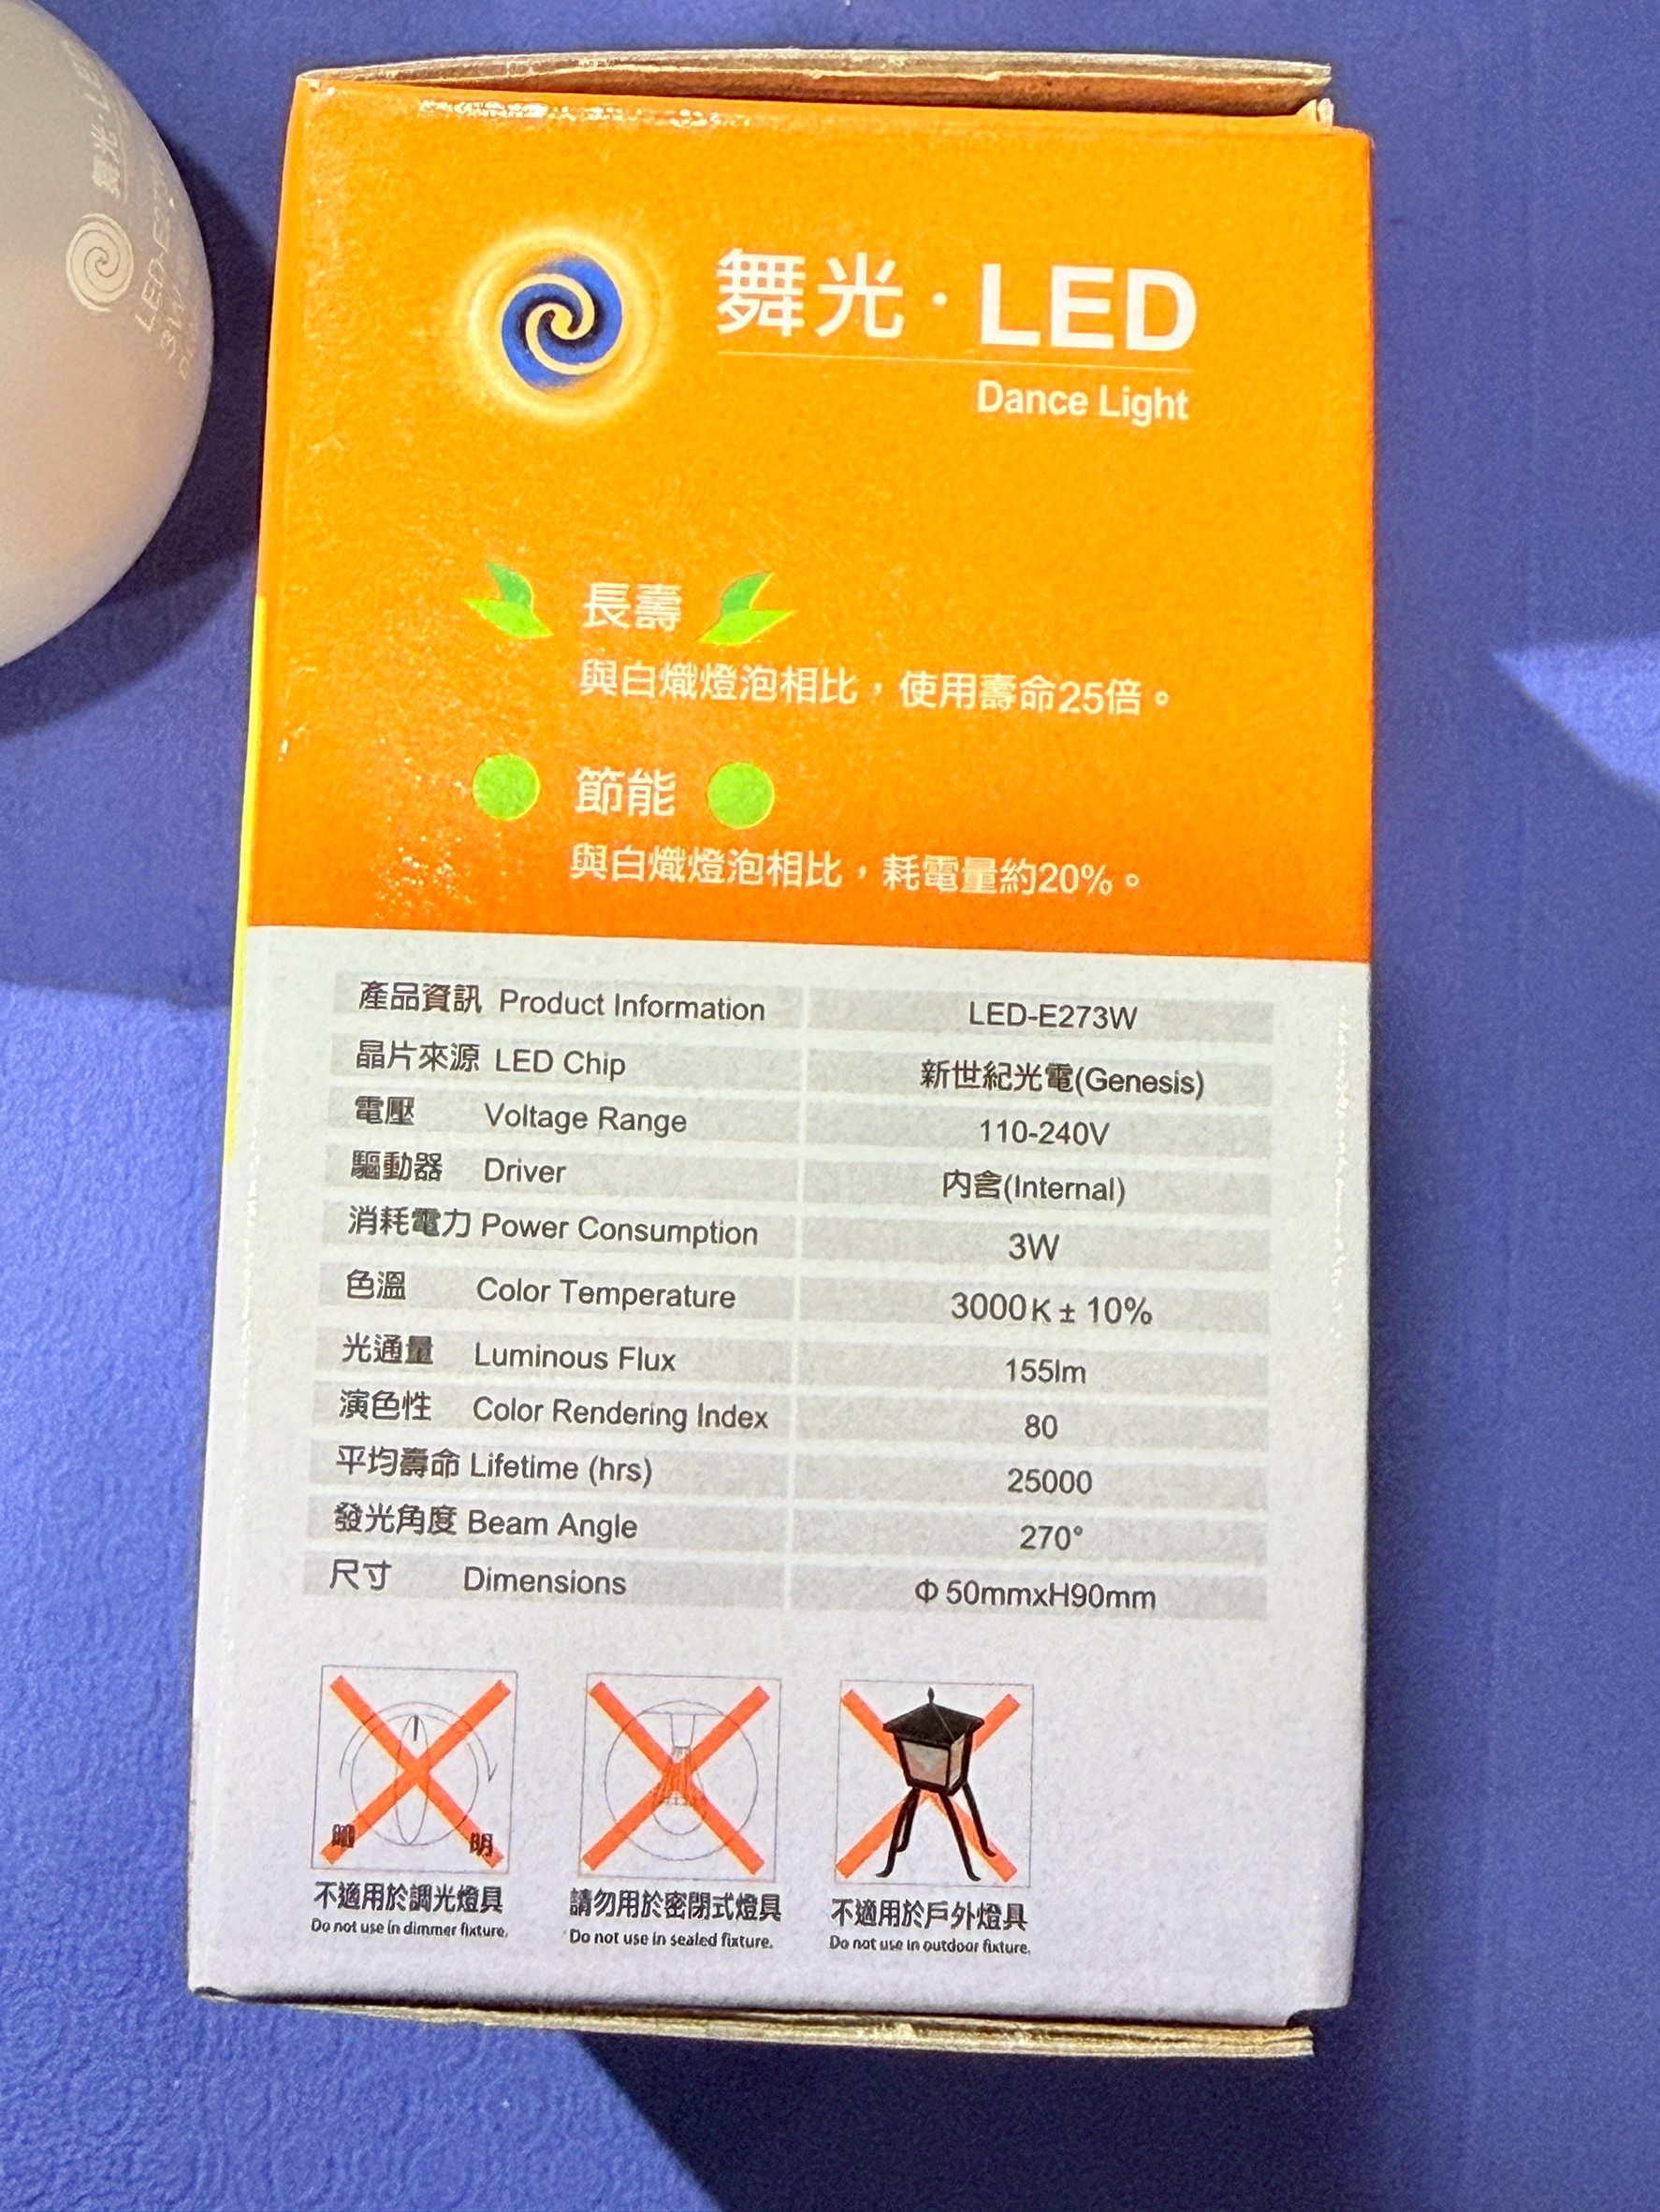 舞光·LED
Dance Light
長壽
與白熾燈泡相比，使用壽命25倍。
節能
與白熾燈泡相比，耗電量約20%。
產品資訊 Product Information LED-E273W
晶片來源 LED Chip 新世紀光電(Genesis)
電壓 Voltage Range 110-240V
驅動器 Driver 內含(Internal)
消耗電力 Power Consumption 3W
色溫 Color Temperature 3000K ± 10%
光通量 Luminous Flux 155lm
演色性 Color Rendering Index 80
平均壽命 Lifetime (hrs) 25000
發光角度 Beam Angle 270°
尺寸 Dimensions Φ 50mmxH90mm
明
不適用於調光燈具
Do not use in dimmer fixture.
請勿用於密閉式燈具
Do not use in sealed fixture.
不適用於戶外燈具
Do not use in outdoor fixture.
舞光·LE
LED-E
3W